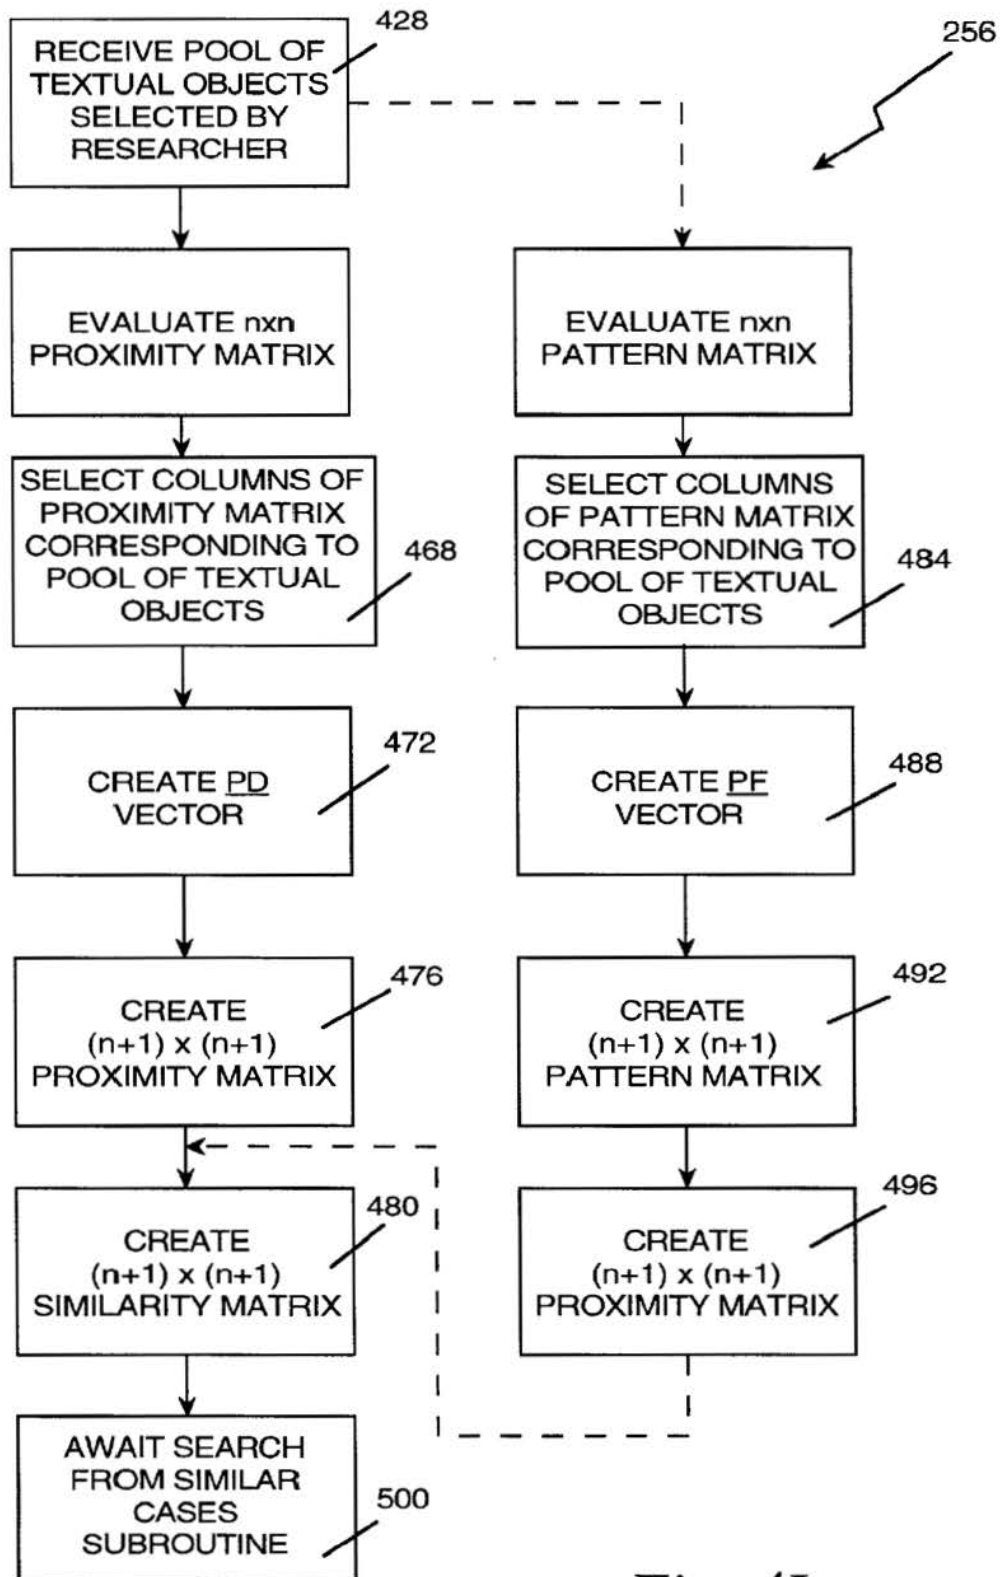 428
256
RECEIVE POOL OF
TEXTUAL OBJECTS
SELECTED BY
RESEARCHER
EVALUATE nxn
PROXIMITY MATRIX
EVALUATE nxn
PATTERN MATRIX
SELECT COLUMNS OF
PROXIMITY MATRIX
CORRESPONDING TO
POOL OF TEXTUAL
OBJECTS
468
SELECT COLUMNS
OF PATTERN MATRIX
CORRESPONDING TO
POOL OF TEXTUAL
OBJECTS
484
CREATE PD
VECTOR
472
CREATE PF
VECTOR
488
CREATE
(n+1) x (n+1)
PROXIMITY MATRIX
476
CREATE
(n+1) x (n+1)
PATTERN MATRIX
492
CREATE
(n+1) x (n+1)
SIMILARITY MATRIX
480
CREATE
(n+1) x (n+1)
PROXIMITY MATRIX
496
AWAIT SEARCH
FROM SIMILAR
CASES
SUBROUTINE
500